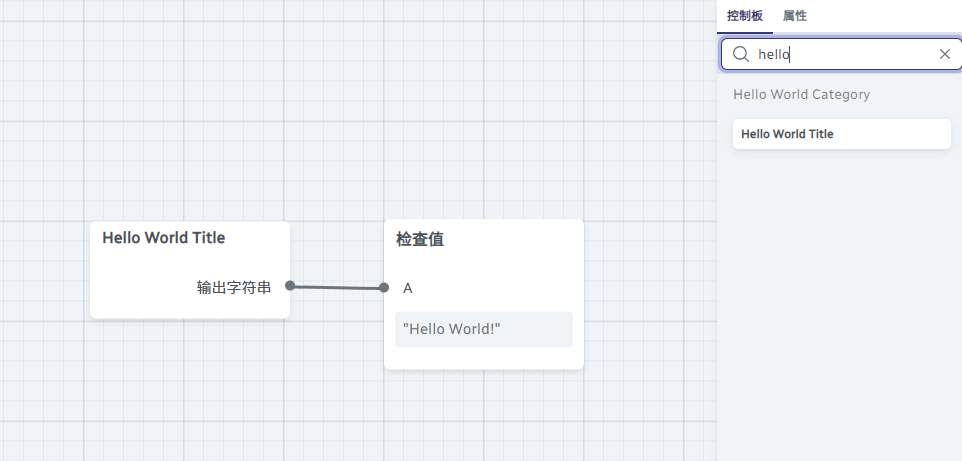 控制板 属性
hello
Hello World Category
Hello World Title
Hello World Title
输出字符串
检查值
A
"Hello World!"